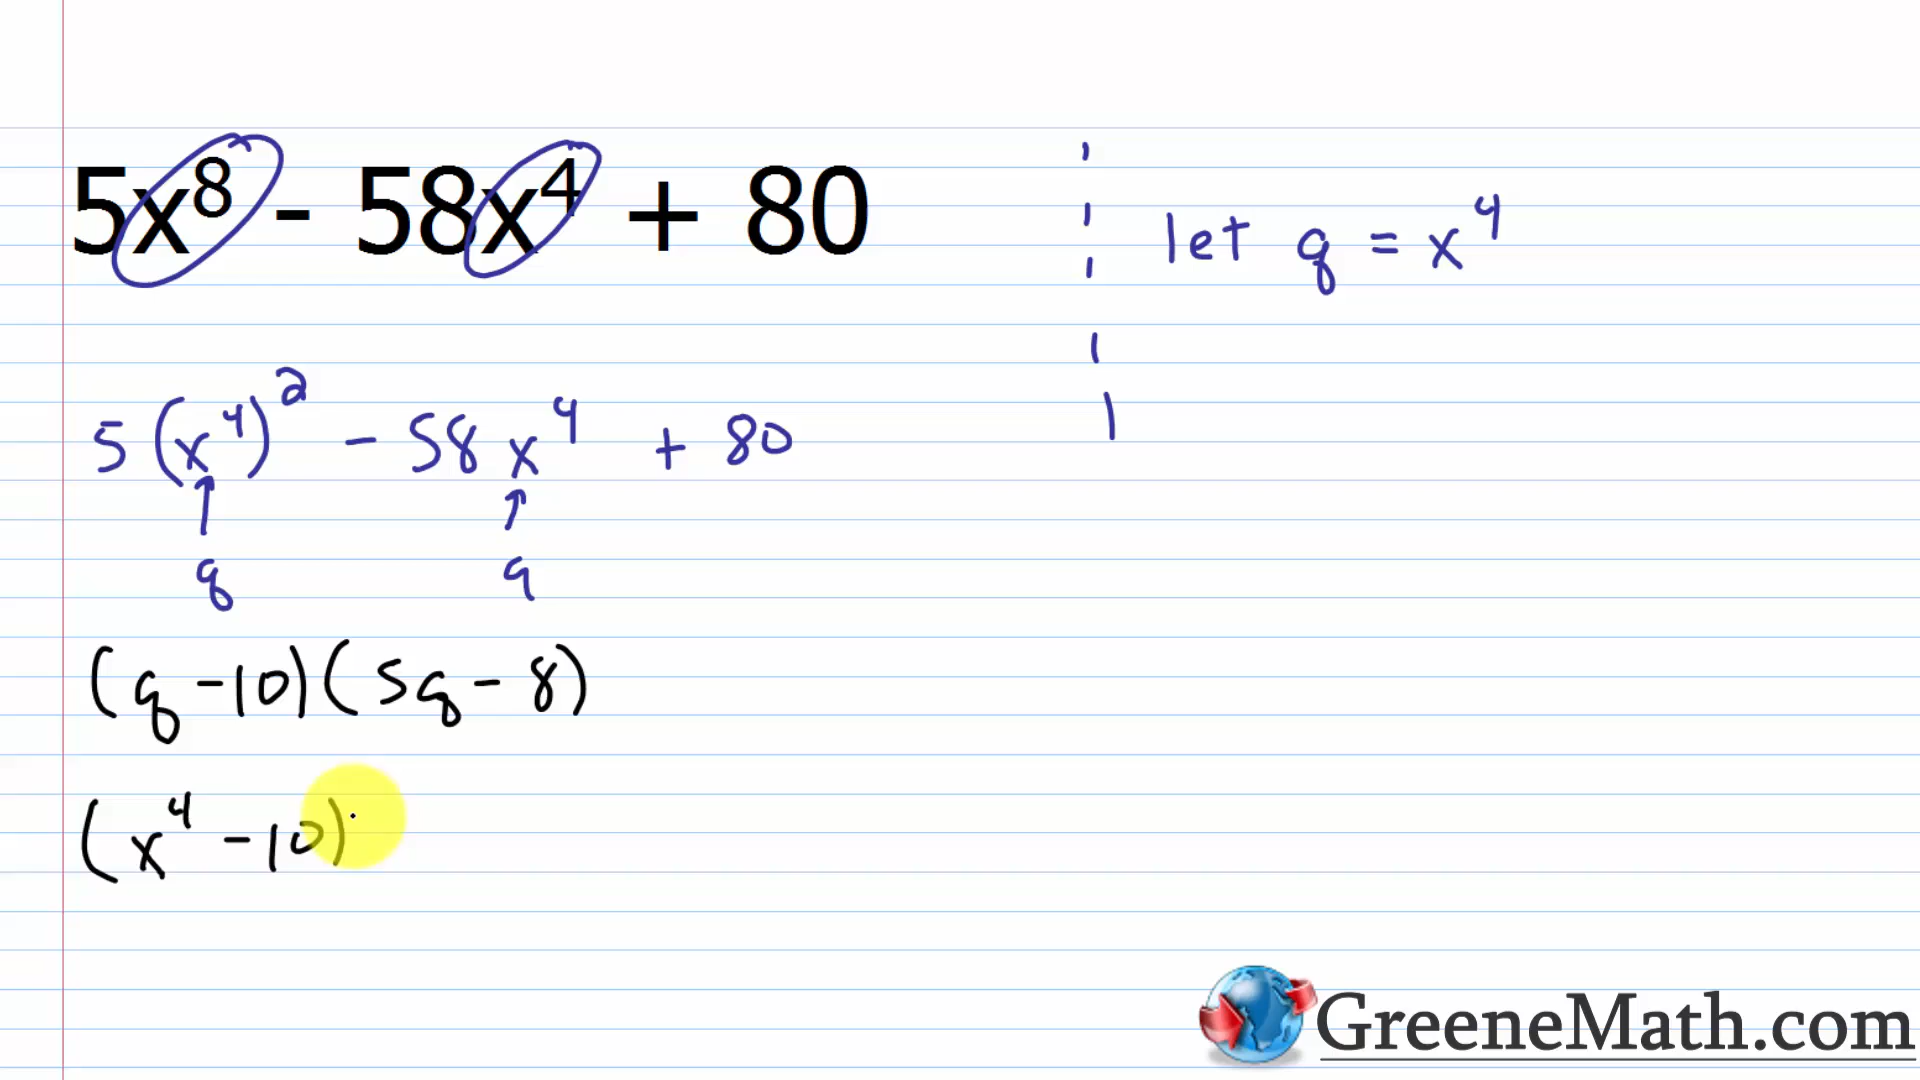 5x⁸ - 58x⁴ + 80
let q = x⁴
5(x⁴)² - 58x⁴ + 80
q q
(q - 10)(5q - 8)
(x⁴ - 10)
GreeneMath.com